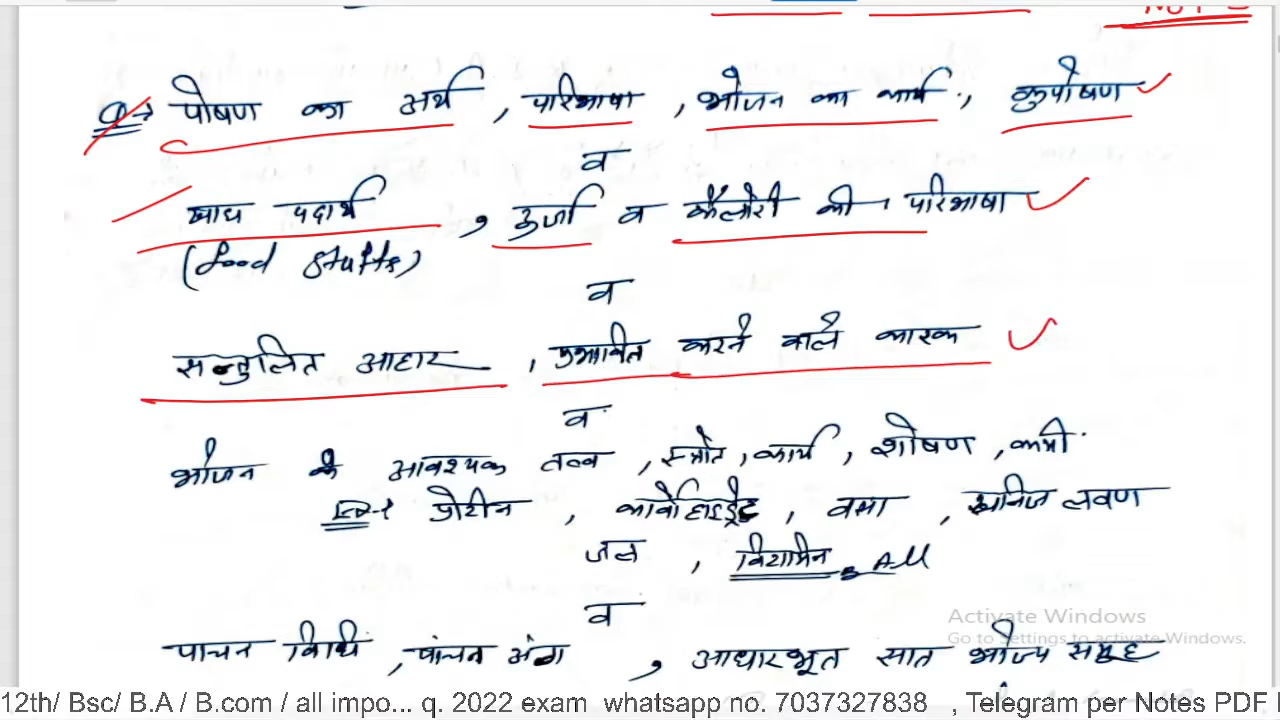 Q→ पोषण का अर्थ , परिभाषा , भोजन का कार्य , कुपोषण
व
खाद्य पदार्थ , ऊर्जा व कैलोरी की परिभाषा
(food stuffs)
व
सन्तुलित आहार , प्रभावित करने वाले कारक
व
भोजन के आवश्यक तत्व , स्त्रोत , कार्य , शोषण , कमी
प्रोटीन , कार्बोहाइड्रेट , वसा , खनिज लवण
जल , विटामिन All
व
पाचन विधि , पांचन अंग , आधारभूत सात भोज्य समूह
Activate Windows
Go to Settings to activate Windows.
12th/ Bsc/ B.A / B.com / all impo... q. 2022 exam whatsapp no. 7037327838 , Telegram per Notes PDF